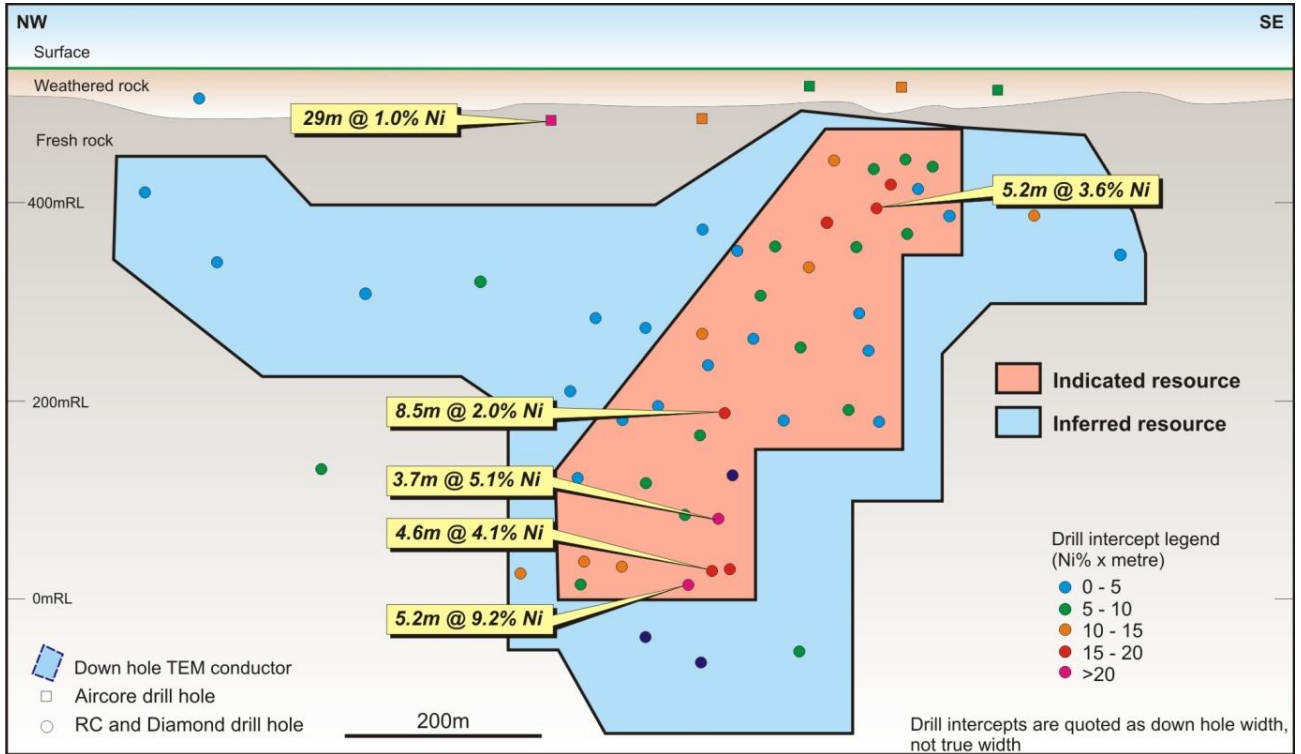 NW
SE
Surface
Weathered rock
29m @ 1.0% Ni
Fresh rock
5.2m @ 3.6% Ni
400mRL
Indicated resource
Inferred resource
200mRL
8.5m @ 2.0% Ni
3.7m @ 5.1% Ni
4.6m @ 4.1% Ni
0mRL
5.2m @ 9.2% Ni
Drill intercept legend
(Ni% x metre)
0 - 5
5 - 10
10 - 15
15 - 20
>20
Down hole TEM conductor
Aircore drill hole
RC and Diamond drill hole
200m
Drill intercepts are quoted as down hole width,
not true width